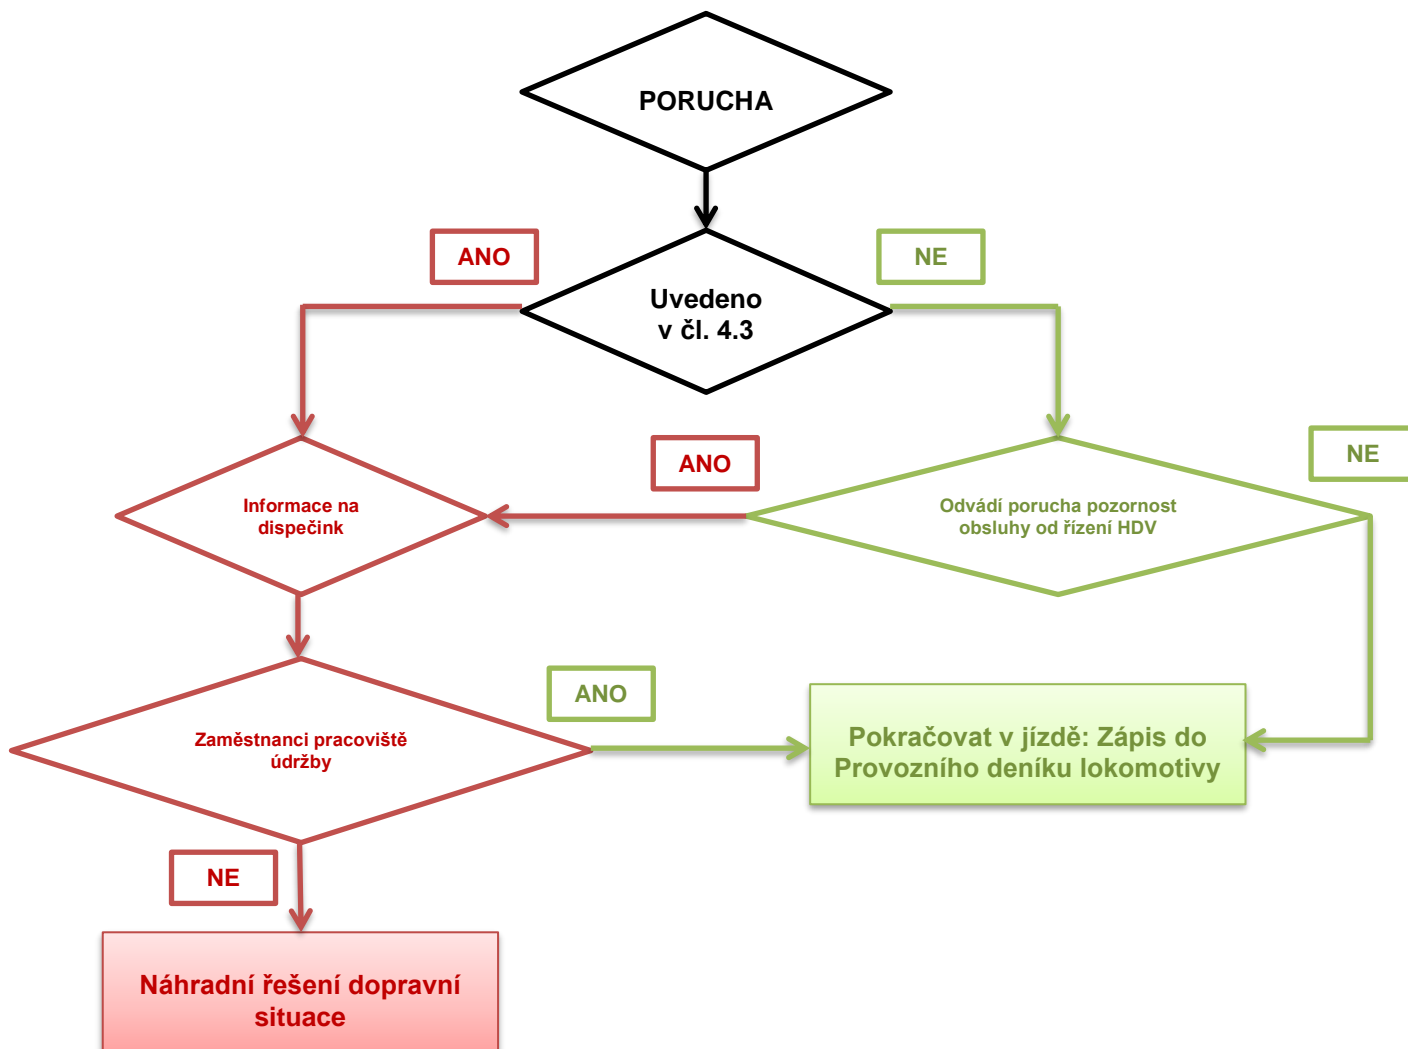 PORUCHA
ANO
NE
Uvedeno
v čl. 4.3
ANO
NE
Informace na
dispečink
Odvádí porucha pozornost
obsluhy od řízení HDV
ANO
Zaměstnanci pracoviště
údržby
Pokračovat v jízdě: Zápis do
Provozního deníku lokomotivy
NE
Náhradní řešení dopravní
situace